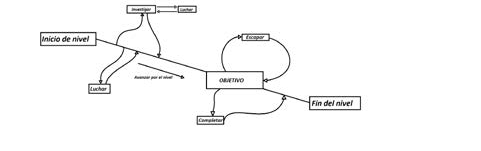 Investigar
Luchar
Inicio de nivel
Escapar
Avanzar por el nivel
OBJETIVO
Luchar
Fin del nivel
Completar